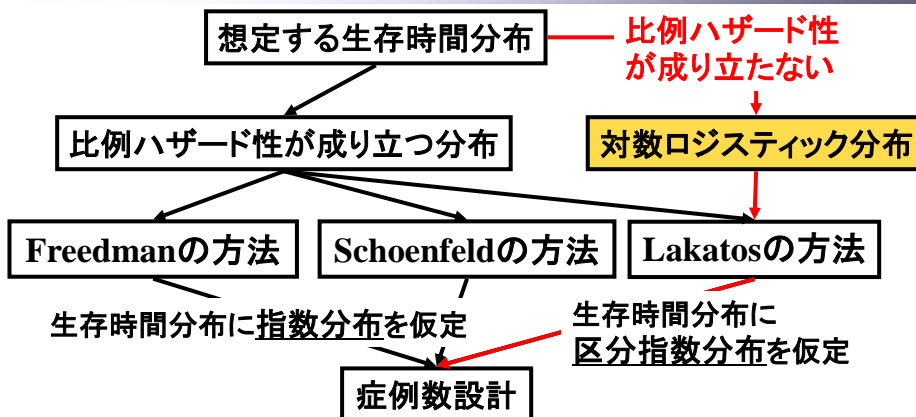 想定する生存時間分布
比例ハザード性
が成り立たない
比例ハザード性が成り立つ分布
対数ロジスティック分布
Freedmanの方法
Schoenfeldの方法
Lakatosの方法
生存時間分布に指数分布を仮定
生存時間分布に
区分指数分布を仮定
症例数設計